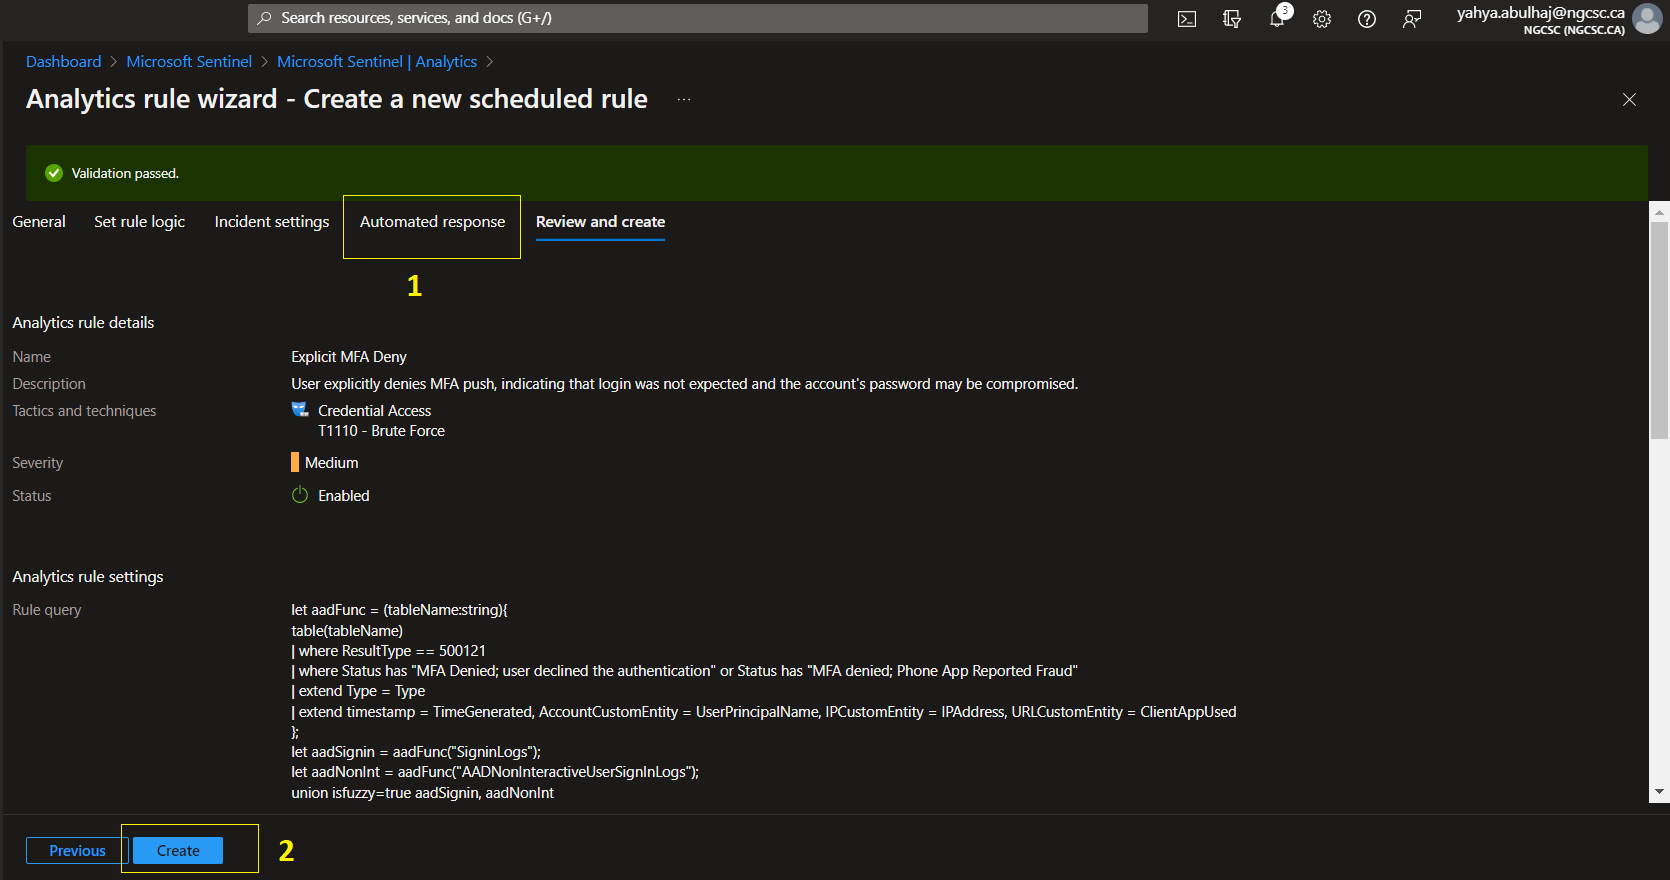 Search resources, services, and docs (G+/)
3
yahya.abulhaj@ngcsc.ca
NGCSC (NGCSC.CA)
Dashboard > Microsoft Sentinel > Microsoft Sentinel | Analytics >
Analytics rule wizard - Create a new scheduled rule ...
Validation passed.
General Set rule logic Incident settings Automated response Review and create
1
Analytics rule details
Name Explicit MFA Deny
Description User explicitly denies MFA push, indicating that login was not expected and the account's password may be compromised.
Tactics and techniques Credential Access
T1110 - Brute Force
Severity Medium
Status Enabled
Analytics rule settings
Rule query let aadFunc = (tableName:string){
table(tableName)
| where ResultType == 500121
| where Status has "MFA Denied; user declined the authentication" or Status has "MFA denied; Phone App Reported Fraud"
| extend Type = Type
| extend timestamp = TimeGenerated, AccountCustomEntity = UserPrincipalName, IPCustomEntity = IPAddress, URLCustomEntity = ClientAppUsed
};
let aadSignin = aadFunc("SigninLogs");
let aadNonInt = aadFunc("AADNonInteractiveUserSignInLogs");
union isfuzzy=true aadSignin, aadNonInt
Previous Create 2